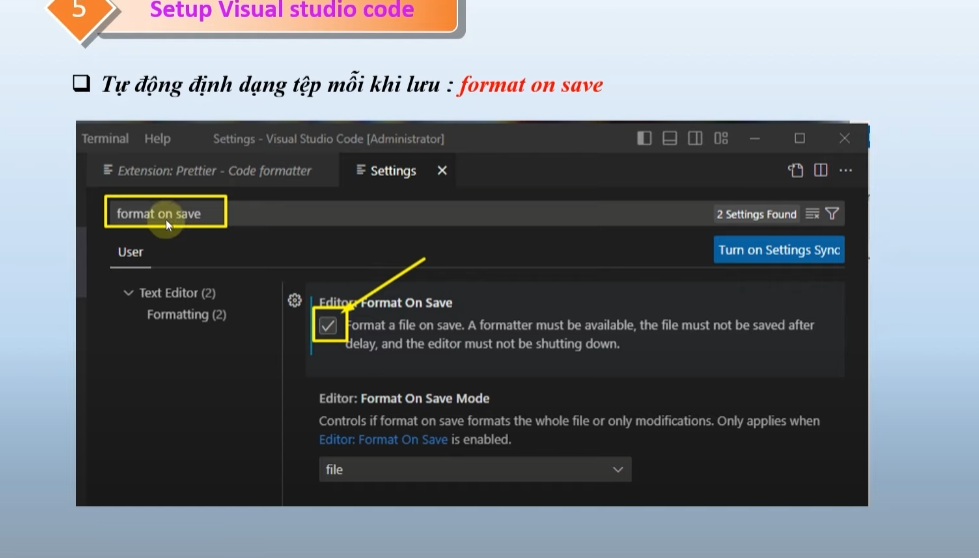 5
Setup Visual studio code
Tự động định dạng tệp mỗi khi lưu : format on save
Terminal Help Settings - Visual Studio Code [Administrator]
Extension: Prettier - Code formatter Settings
format on save 2 Settings Found
User Turn on Settings Sync
Text Editor (2)
Formatting (2)
Editor: Format On Save
Format a file on save. A formatter must be available, the file must not be saved after
delay, and the editor must not be shutting down.
Editor: Format On Save Mode
Controls if format on save formats the whole file or only modifications. Only applies when
Editor: Format On Save is enabled.
file